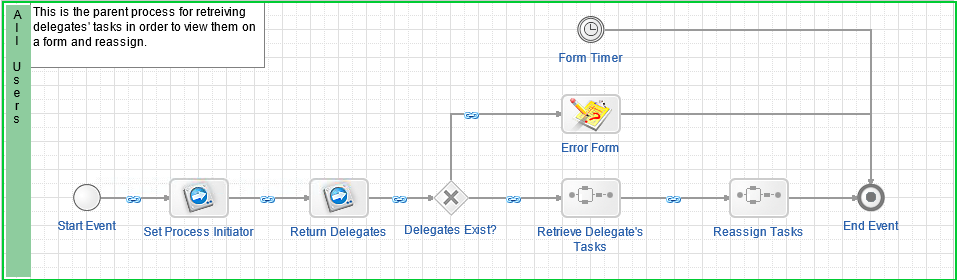 All Users
This is the parent process for retreiving
delegates' tasks in order to view them on
a form and reassign.
Form Timer
Error Form
Start Event
Set Process Initiator
Return Delegates
Delegates Exist?
Retrieve Delegate's
Tasks
Reassign Tasks
End Event